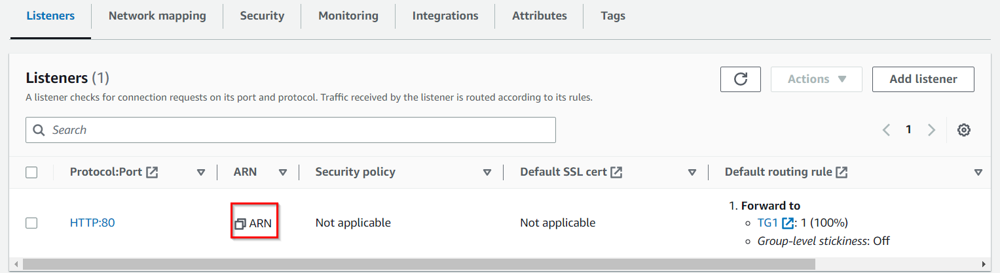 Listeners Network mapping Security Monitoring Integrations Attributes Tags
Listeners (1) Actions Add listener
A listener checks for connection requests on its port and protocol. Traffic received by the listener is routed according to its rules.
Search 1
Protocol:Port ARN Security policy Default SSL cert Default routing rule
HTTP:80 ARN Not applicable Not applicable
1. Forward to
TG1: 1 (100%)
Group-level stickiness: Off